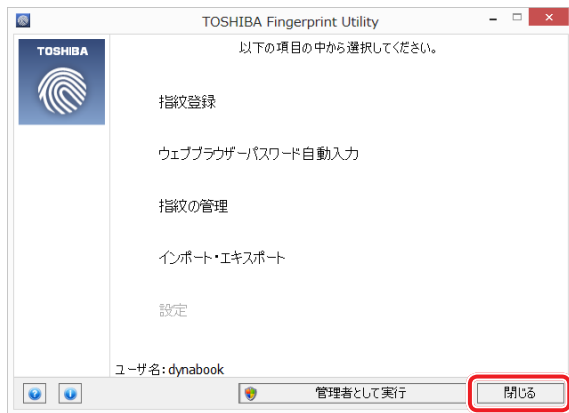 TOSHIBA Fingerprint Utility
TOSHIBA
以下の項目の中から選択してください。
指紋登録
ウェブブラウザーパスワード自動入力
指紋の管理
インポート・エキスポート
設定
ユーザ名:dynabook
管理者として実行
閉じる